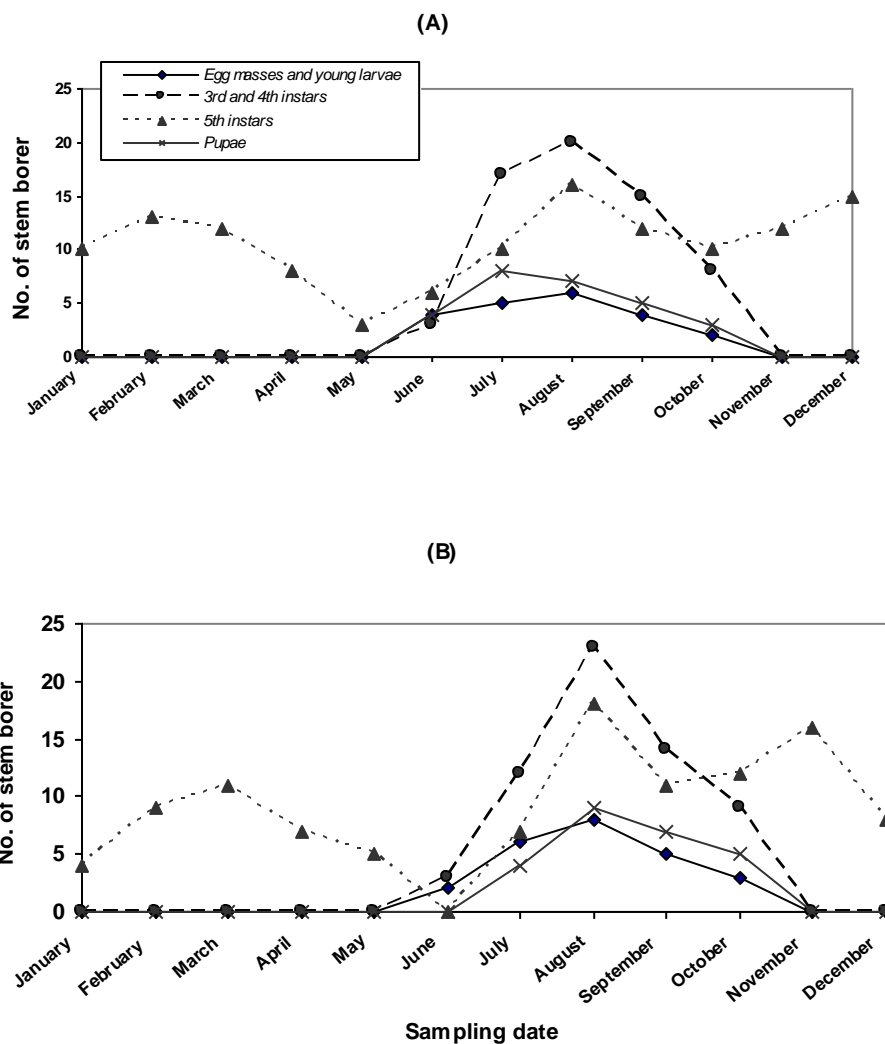 (A)
Egg masses and young larvae
3rd and 4th instars
5th instars
Pupae
No. of stem borer
25
20
15
10
5
0
January
February
March
April
May
June
July
August
September
October
November
December
(B)
No. of stem borer
25
20
15
10
5
0
January
February
March
April
May
June
July
August
September
October
November
December
Sampling date